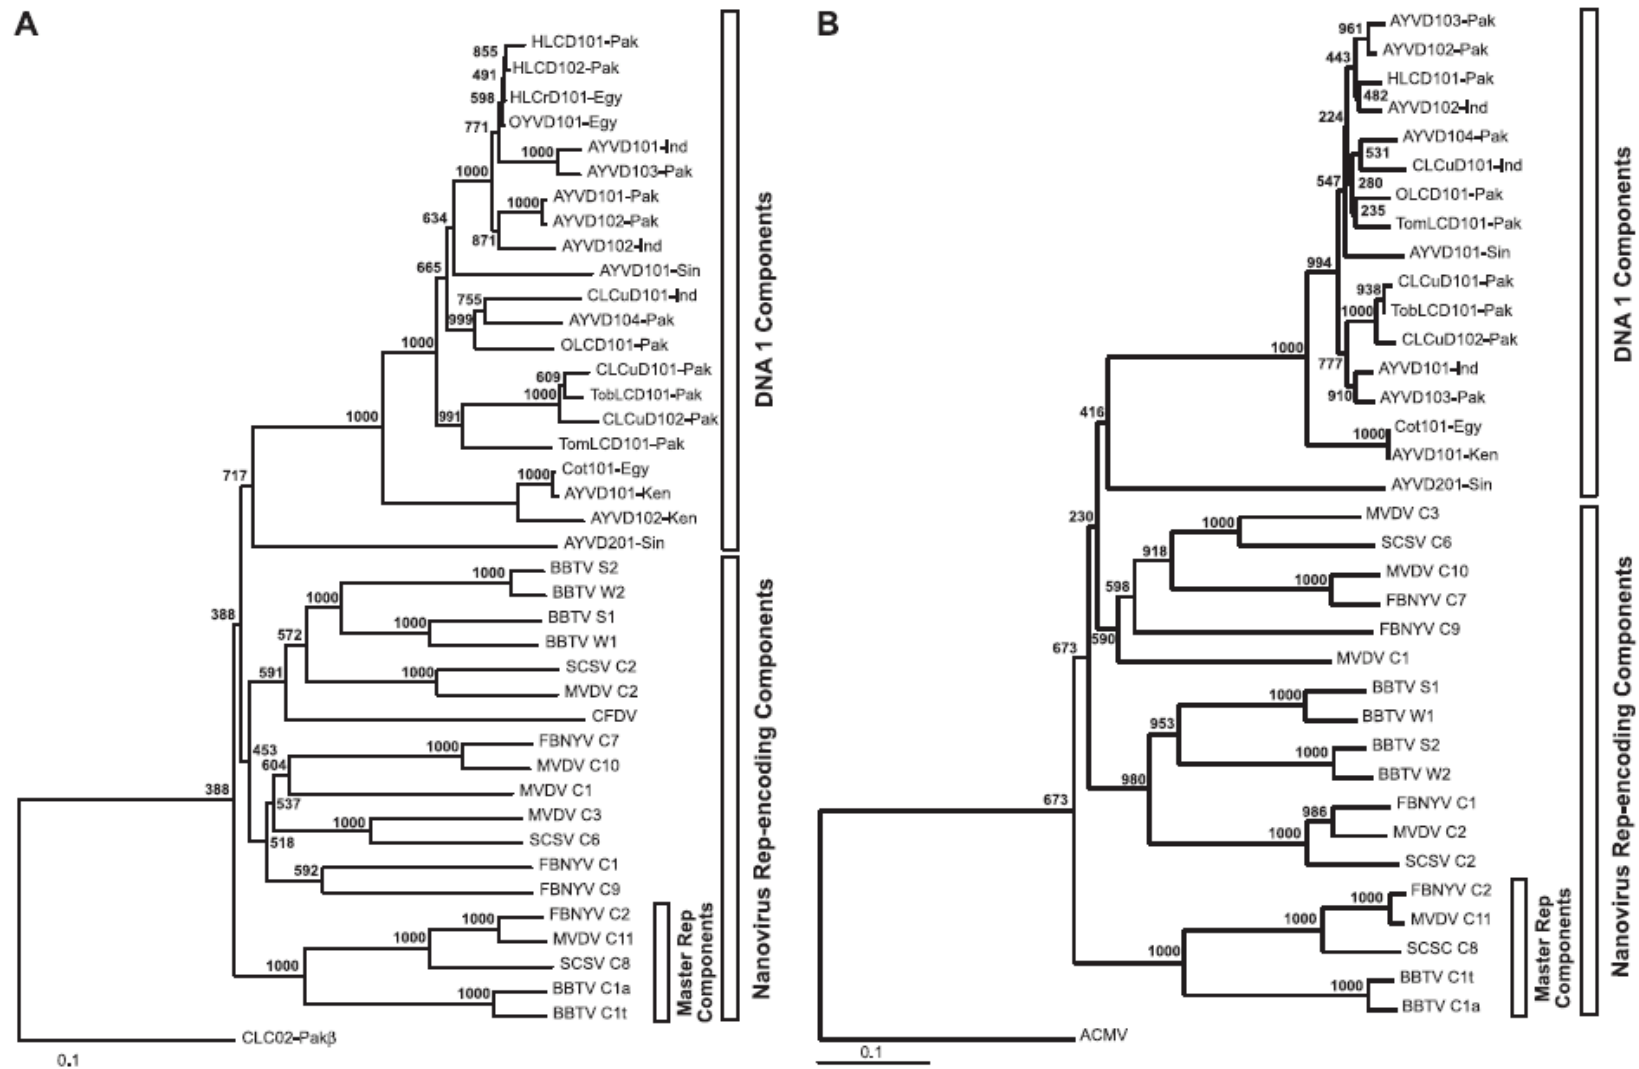 A
855
HLCD101-Pak
491
HLCD102-Pak
598
HLCrD101-Egy
OYVD101-Egy
771
1000
AYVD101-Ind
AYVD103-Pak
1000
1000
AYVD101-Pak
AYVD102-Pak
634
871
AYVD102-Ind
665
AYVD101-Sin
755
CLCuD101-Ind
999
AYVD104-Pak
OLCD101-Pak
1000
609
CLCuD101-Pak
1000
TobLCD101-Pak
991
CLCuD102-Pak
1000
TomLCD101-Pak
717
1000
Cot101-Egy
AYVD101-Ken
AYVD102-Ken
AYVD201-Sin
DNA 1 Components
1000
BBTV S2
BBTV W2
1000
388
1000
BBTV S1
BBTV W1
572
591
1000
SCSV C2
MVDV C2
CFDV
453
604
1000
FBNYV C7
MVDV C10
388
537
MVDV C1
1000
MVDV C3
SCSV C6
518
592
FBNYV C1
FBNYV C9
1000
FBNYV C2
MVDV C11
1000
SCSV C8
1000
1000
BBTV C1a
BBTV C1t
CLC02-Pakβ
0.1
Master Rep
Components
Nanovirus Rep-encoding Components
B
961
AYVD103-Pak
AYVD102-Pak
443
HLCD101-Pak
482
AYVD102-Ind
224
AYVD104-Pak
531
CLCuD101-Ind
547
280
OLCD101-Pak
235
TomLCD101-Pak
994
AYVD101-Sin
938
CLCuD101-Pak
1000
TobLCD101-Pak
CLCuD102-Pak
1000
777
AYVD101-Ind
910
AYVD103-Pak
416
1000
Cot101-Egy
AYVD101-Ken
AYVD201-Sin
DNA 1 Components
230
1000
MVDV C3
SCSV C6
918
1000
MVDV C10
FBNYV C7
598
590
FBNYV C9
673
MVDV C1
1000
BBTV S1
BBTV W1
953
1000
BBTV S2
BBTV W2
980
673
986
FBNYV C1
MVDV C2
1000
SCSV C2
1000
FBNYV C2
MVDV C11
1000
SCSC C8
1000
1000
BBTV C1t
BBTV C1a
ACMV
0.1
Master Rep
Components
Nanovirus Rep-encoding Components